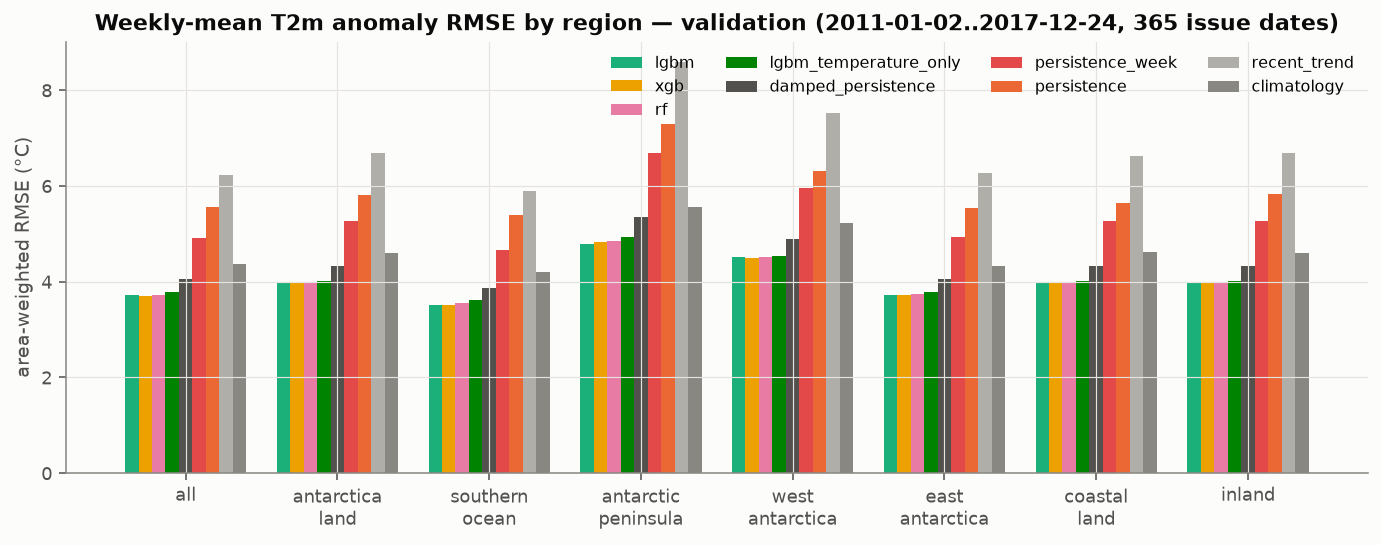 Weekly-mean T2m anomaly RMSE by region — validation (2011-01-02..2017-12-24, 365 issue dates)
lgbm lgbm_temperature_only persistence_week recent_trend
xgb damped_persistence persistence climatology
rf
area-weighted RMSE (°C)
8
6
4
2
0
all antarctica southern antarctic west east coastal inland
land ocean peninsula antarctica antarctica land